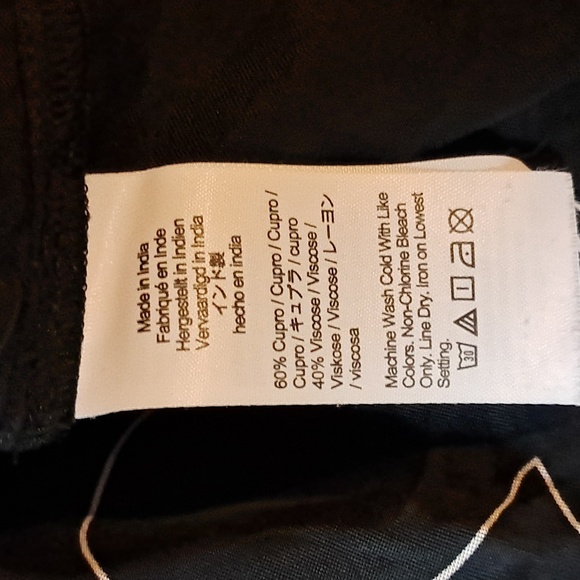 Made in India
Fabriqué en Inde
Hergestellt in Indien
Vervaardigd in India
インド製
hecho en india
60% Cupro / Cupro / Cupro /
Cupro / キュプラ / cupro
40% Viscose / Viscose /
Viskose / Viscose / レーヨン
/ viscosa
Machine Wash Cold With Like
Colors. Non-Chlorine Bleach
Only. Line Dry. Iron on Lowest
Setting.
30